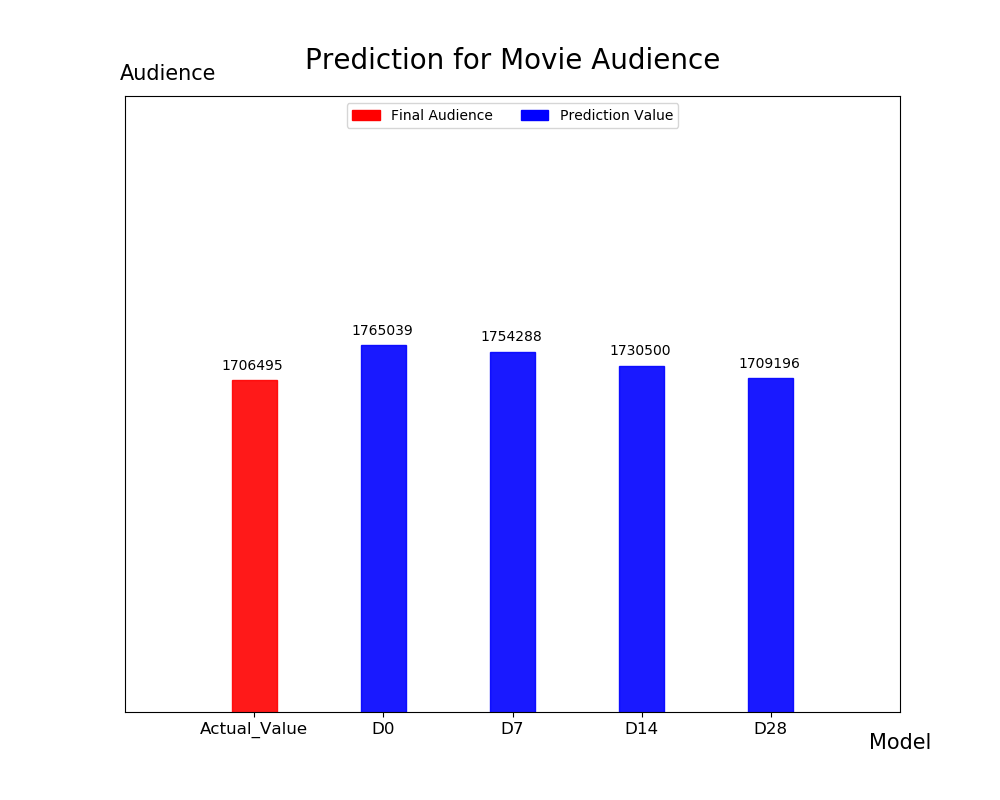 Prediction for Movie Audience
Audience
Final Audience
Prediction Value
1706495
1765039
1754288
1730500
1709196
Actual_Value
D0
D7
D14
D28
Model